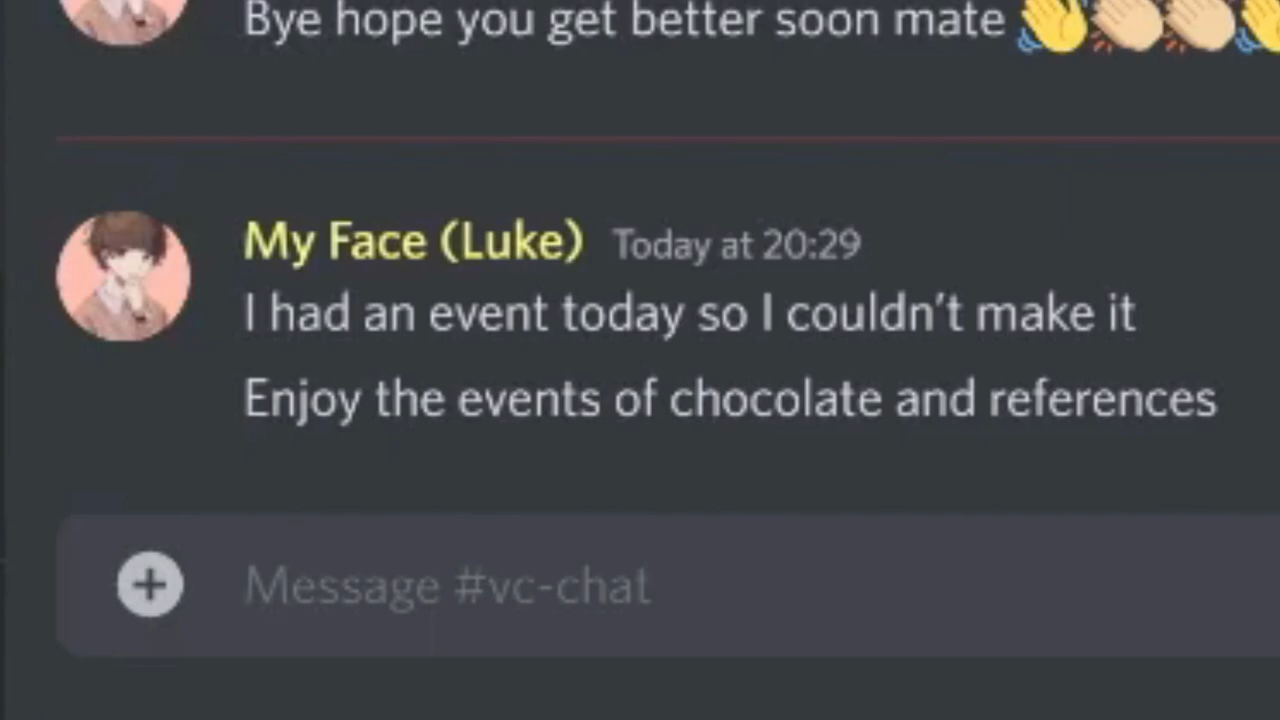 Bye hope you get better soon mate 👋👏🏼👏🏼👋
My Face (Luke) Today at 20:29
I had an event today so I couldn’t make it
Enjoy the events of chocolate and references
Message #vc-chat